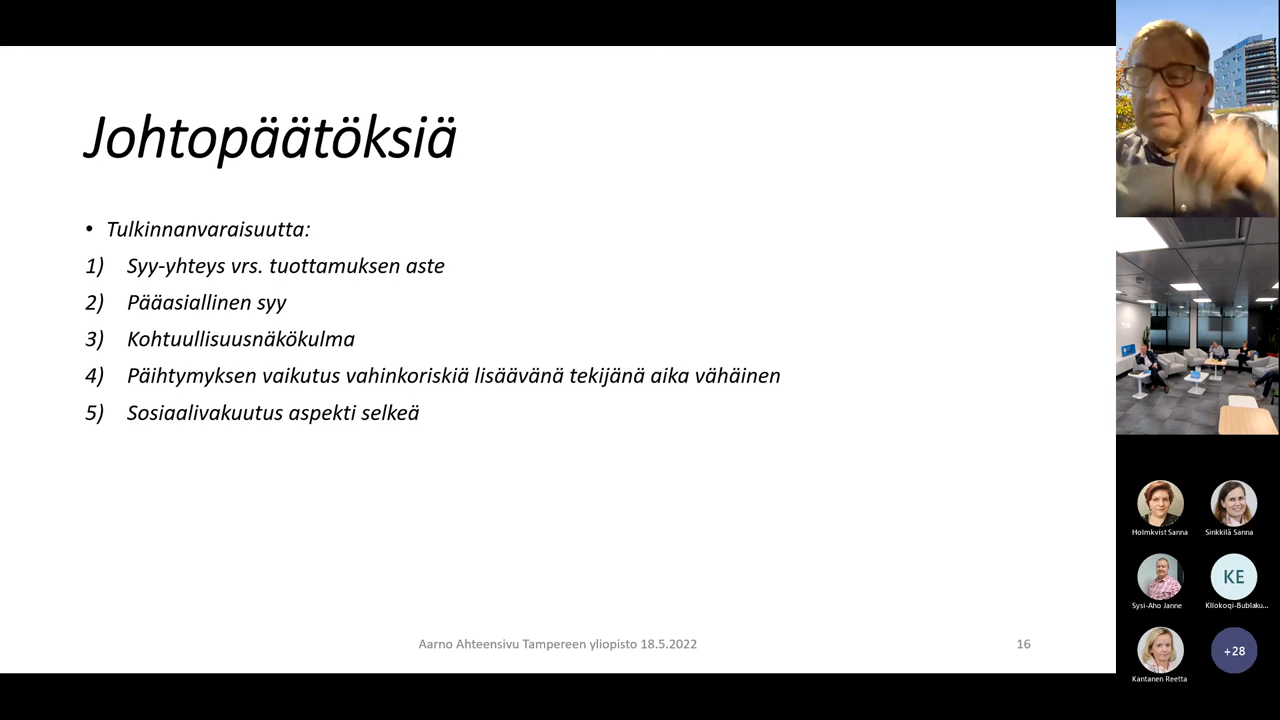 Johtopäätöksiä
• Tulkinnanvaraisuutta:
1) Syy-yhteys vrs. tuottamuksen aste
2) Pääasiallinen syy
3) Kohtuullisuusnäkökulma
4) Päihtymyksen vaikutus vahinkoriskiä lisäävänä tekijänä aika vähäinen
5) Sosiaalivakuutus aspekti selkeä
Aarno Ahteensivu Tampereen yliopisto 18.5.2022
16
Holmkvist Sanna
Sinkkilä Sanna
Sysi-Aho Janne
KE
Kllokoqi-Bublaku...
Kantanen Reetta
+28